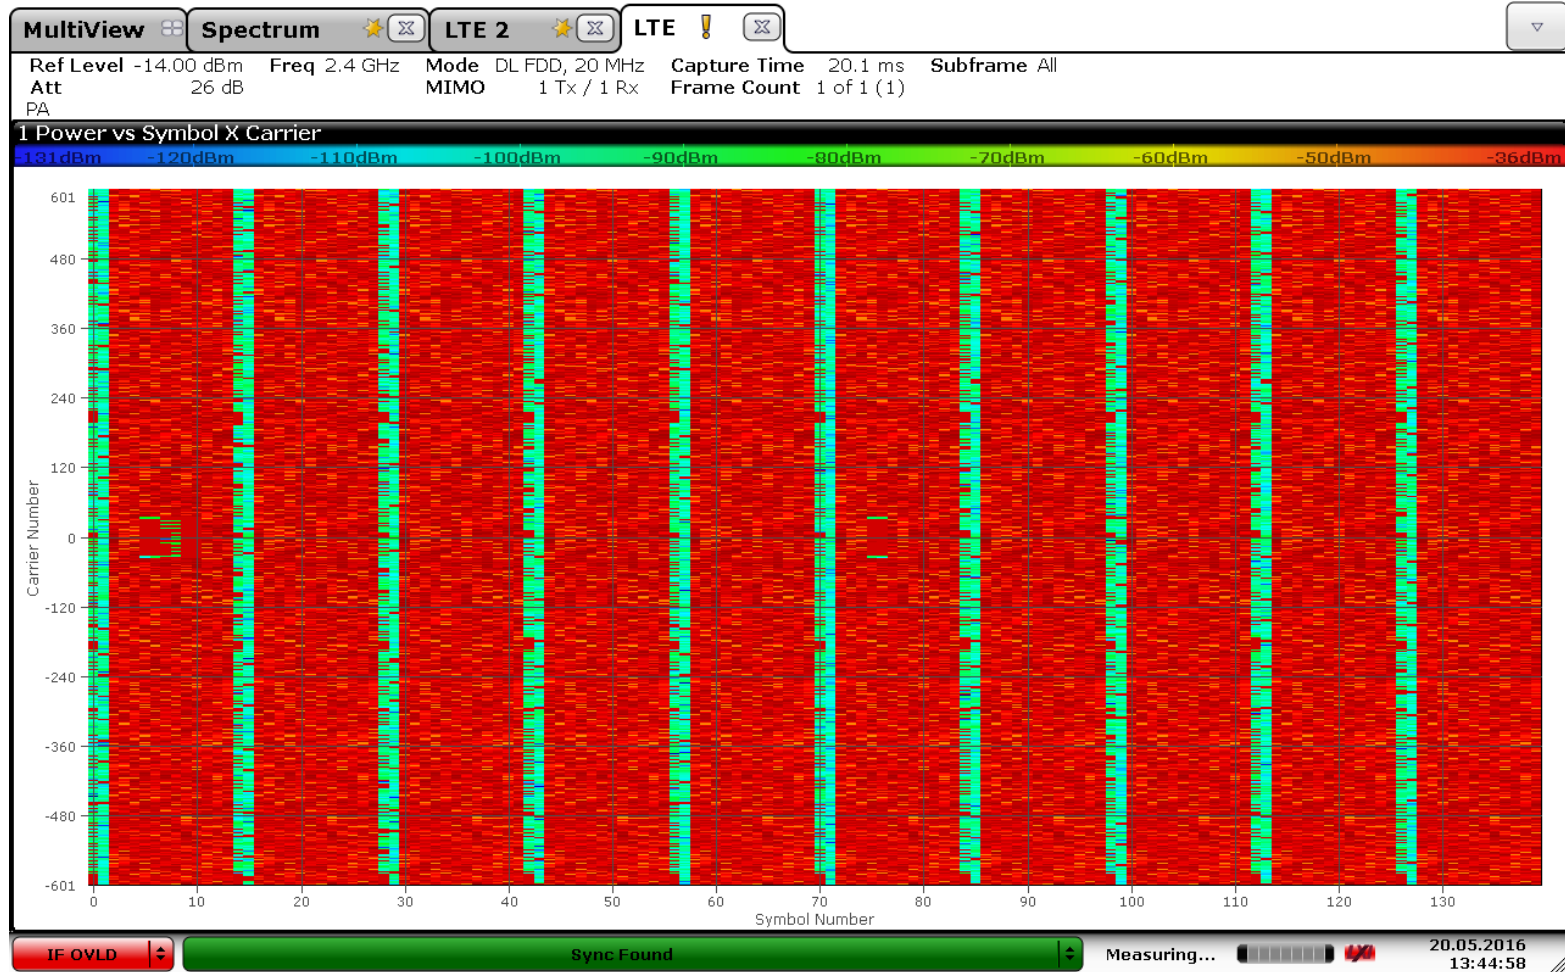 MultiView Spectrum LTE 2 LTE !
Ref Level -14.00 dBm Freq 2.4 GHz Mode DL FDD, 20 MHz Capture Time 20.1 ms Subframe All
Att 26 dB MIMO 1 Tx / 1 Rx Frame Count 1 of 1 (1)
PA
1 Power vs Symbol X Carrier
-131dBm -120dBm -110dBm -100dBm -90dBm -80dBm -70dBm -60dBm -50dBm -36dBm
601
480
360
240
120
0
-120
-240
-360
-480
-601
Carrier Number
0 10 20 30 40 50 60 70 80 90 100 110 120 130
Symbol Number
IF OVLD Sync Found Measuring... 20.05.2016
13:44:58